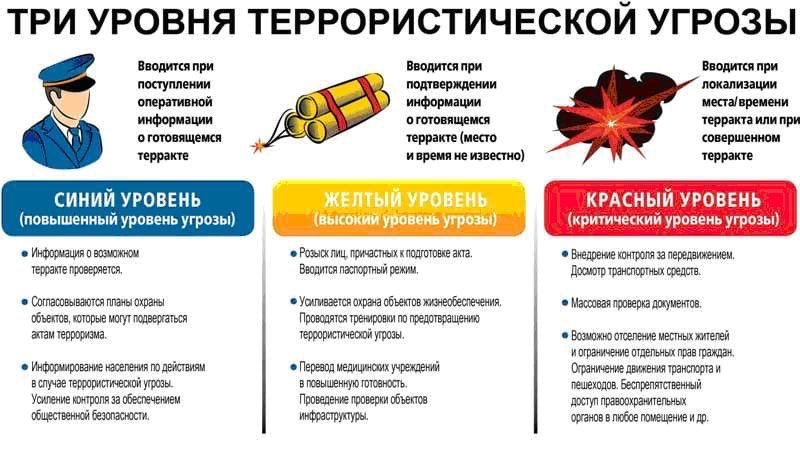 ТРИ УРОВНЯ ТЕРРОРИСТИЧЕСКОЙ УГРОЗЫ
Вводится при
поступлении
оперативной
информации
о готовящемся
терракте
СИНИЙ УРОВЕНЬ
(повышенный уровень угрозы)
Информация о возможном
терракте проверяется.
Согласовываются планы охраны
объектов, которые могут подвергаться
актам терроризма.
Информирование населения по действиям
в случае террористической угрозы.
Усиление контроля за обеспечением
общественной безопасности.
Вводится при
подтверждении
информации
о готовящемся
терракте (место
и время не известно)
ЖЕЛТЫЙ УРОВЕНЬ
(высокий уровень угрозы)
Розыск лиц, причастных к подготовке акта.
Вводится паспортный режим.
Усиливается охрана объектов жизнеобеспечения.
Проводятся тренировки по предотвращению
террористической угрозы.
Перевод медицинских учреждений
в повышенную готовность.
Проведение проверки объектов
инфраструктуры.
Вводится при
локализации
места/времени
терракта или при
совершенном
терракте
КРАСНЫЙ УРОВЕНЬ
(критический уровень угрозы)
Внедрение контроля за передвижением.
Досмотр транспортных средств.
Массовая проверка документов.
Возможно отселение местных жителей
и ограничение отдельных прав граждан.
Ограничение движения транспорта и
пешеходов. Беспрепятственный
доступ правоохранительных
органов в любое помещение и др.